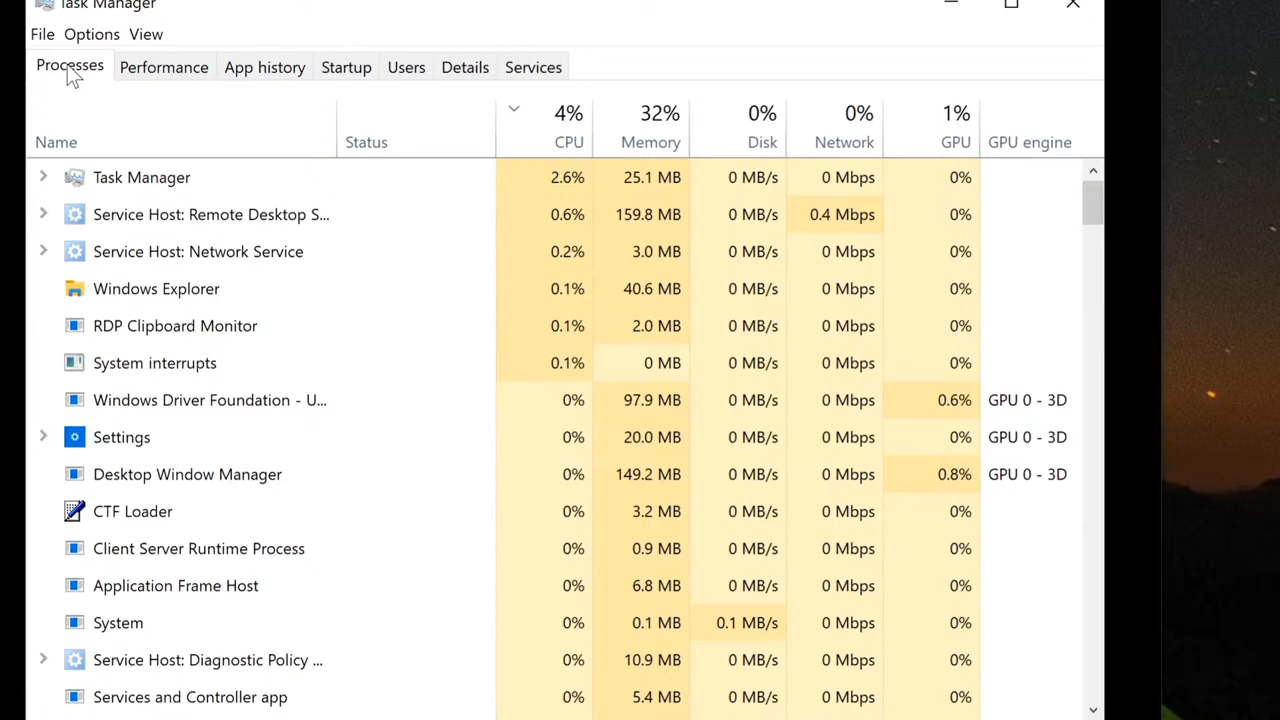 Task Manager
File Options View
Processes Performance App history Startup Users Details Services
4% 32% 0% 0% 1%
Name Status CPU Memory Disk Network GPU GPU engine
Task Manager 2.6% 25.1 MB 0 MB/s 0 Mbps 0%
Service Host: Remote Desktop S... 0.6% 159.8 MB 0 MB/s 0.4 Mbps 0%
Service Host: Network Service 0.2% 3.0 MB 0 MB/s 0 Mbps 0%
Windows Explorer 0.1% 40.6 MB 0 MB/s 0 Mbps 0%
RDP Clipboard Monitor 0.1% 2.0 MB 0 MB/s 0 Mbps 0%
System interrupts 0.1% 0 MB 0 MB/s 0 Mbps 0%
Windows Driver Foundation - U... 0% 97.9 MB 0 MB/s 0 Mbps 0.6% GPU 0 - 3D
Settings 0% 20.0 MB 0 MB/s 0 Mbps 0% GPU 0 - 3D
Desktop Window Manager 0% 149.2 MB 0 MB/s 0 Mbps 0.8% GPU 0 - 3D
CTF Loader 0% 3.2 MB 0 MB/s 0 Mbps 0%
Client Server Runtime Process 0% 0.9 MB 0 MB/s 0 Mbps 0%
Application Frame Host 0% 6.8 MB 0 MB/s 0 Mbps 0%
System 0% 0.1 MB 0.1 MB/s 0 Mbps 0%
Service Host: Diagnostic Policy ... 0% 10.9 MB 0 MB/s 0 Mbps 0%
Services and Controller app 0% 5.4 MB 0 MB/s 0 Mbps 0%